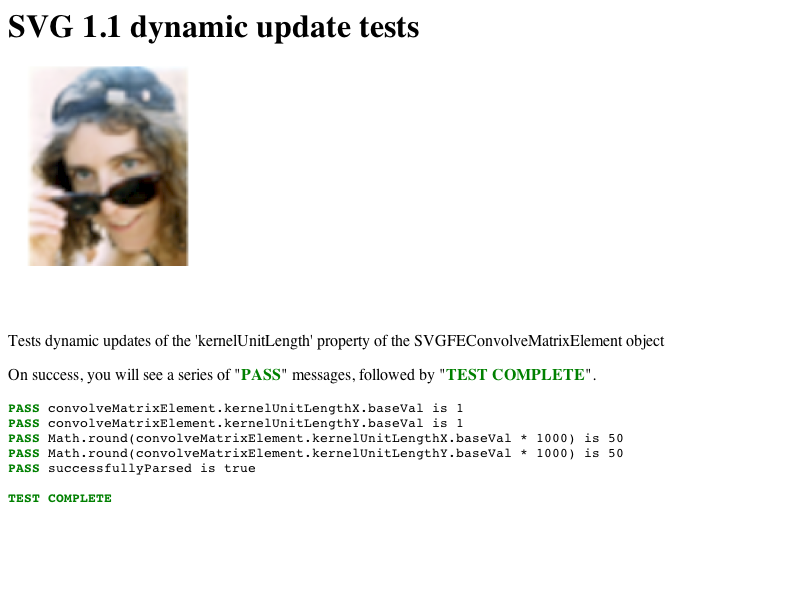 SVG 1.1 dynamic update tests
Tests dynamic updates of the 'kernelUnitLength' property of the SVGFEConvolveMatrixElement object
On success, you will see a series of "PASS" messages, followed by "TEST COMPLETE".
PASS convolveMatrixElement.kernelUnitLengthX.baseVal is 1
PASS convolveMatrixElement.kernelUnitLengthY.baseVal is 1
PASS Math.round(convolveMatrixElement.kernelUnitLengthX.baseVal * 1000) is 50
PASS Math.round(convolveMatrixElement.kernelUnitLengthY.baseVal * 1000) is 50
PASS successfullyParsed is true
TEST COMPLETE